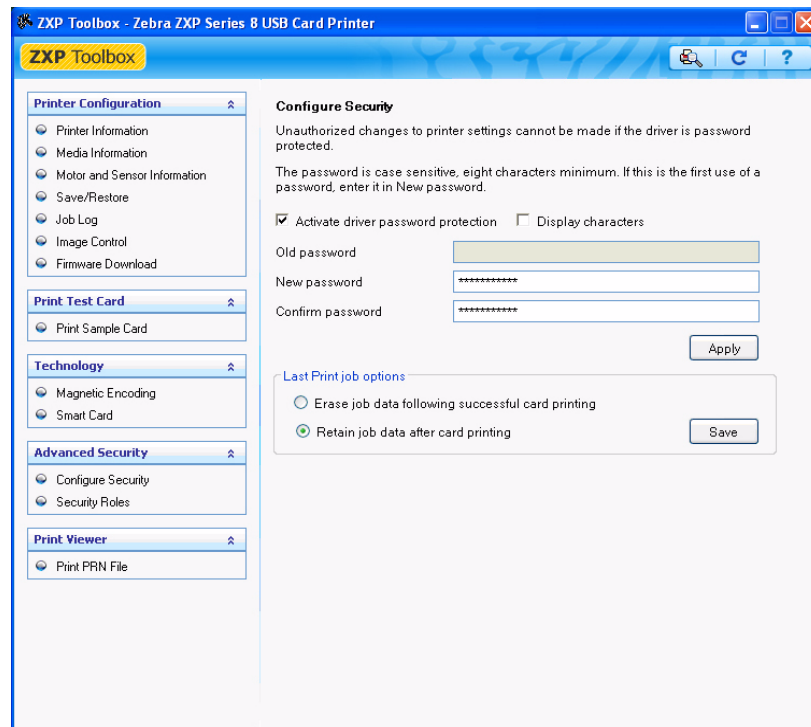 ZXP Toolbox - Zebra ZXP Series 8 USB Card Printer
ZXP Toolbox
?
Printer Configuration
Printer Information
Media Information
Motor and Sensor Information
Save/Restore
Job Log
Image Control
Firmware Download
Print Test Card
Print Sample Card
Technology
Magnetic Encoding
Smart Card
Advanced Security
Configure Security
Security Roles
Print Viewer
Print PRN File
Configure Security
Unauthorized changes to printer settings cannot be made if the driver is password
protected.
The password is case sensitive, eight characters minimum. If this is the first use of a
password, enter it in New password.
Activate driver password protection Display characters
Old password
New password ***********
Confirm password ***********
Apply
Last Print job options
Erase job data following successful card printing
Retain job data after card printing
Save